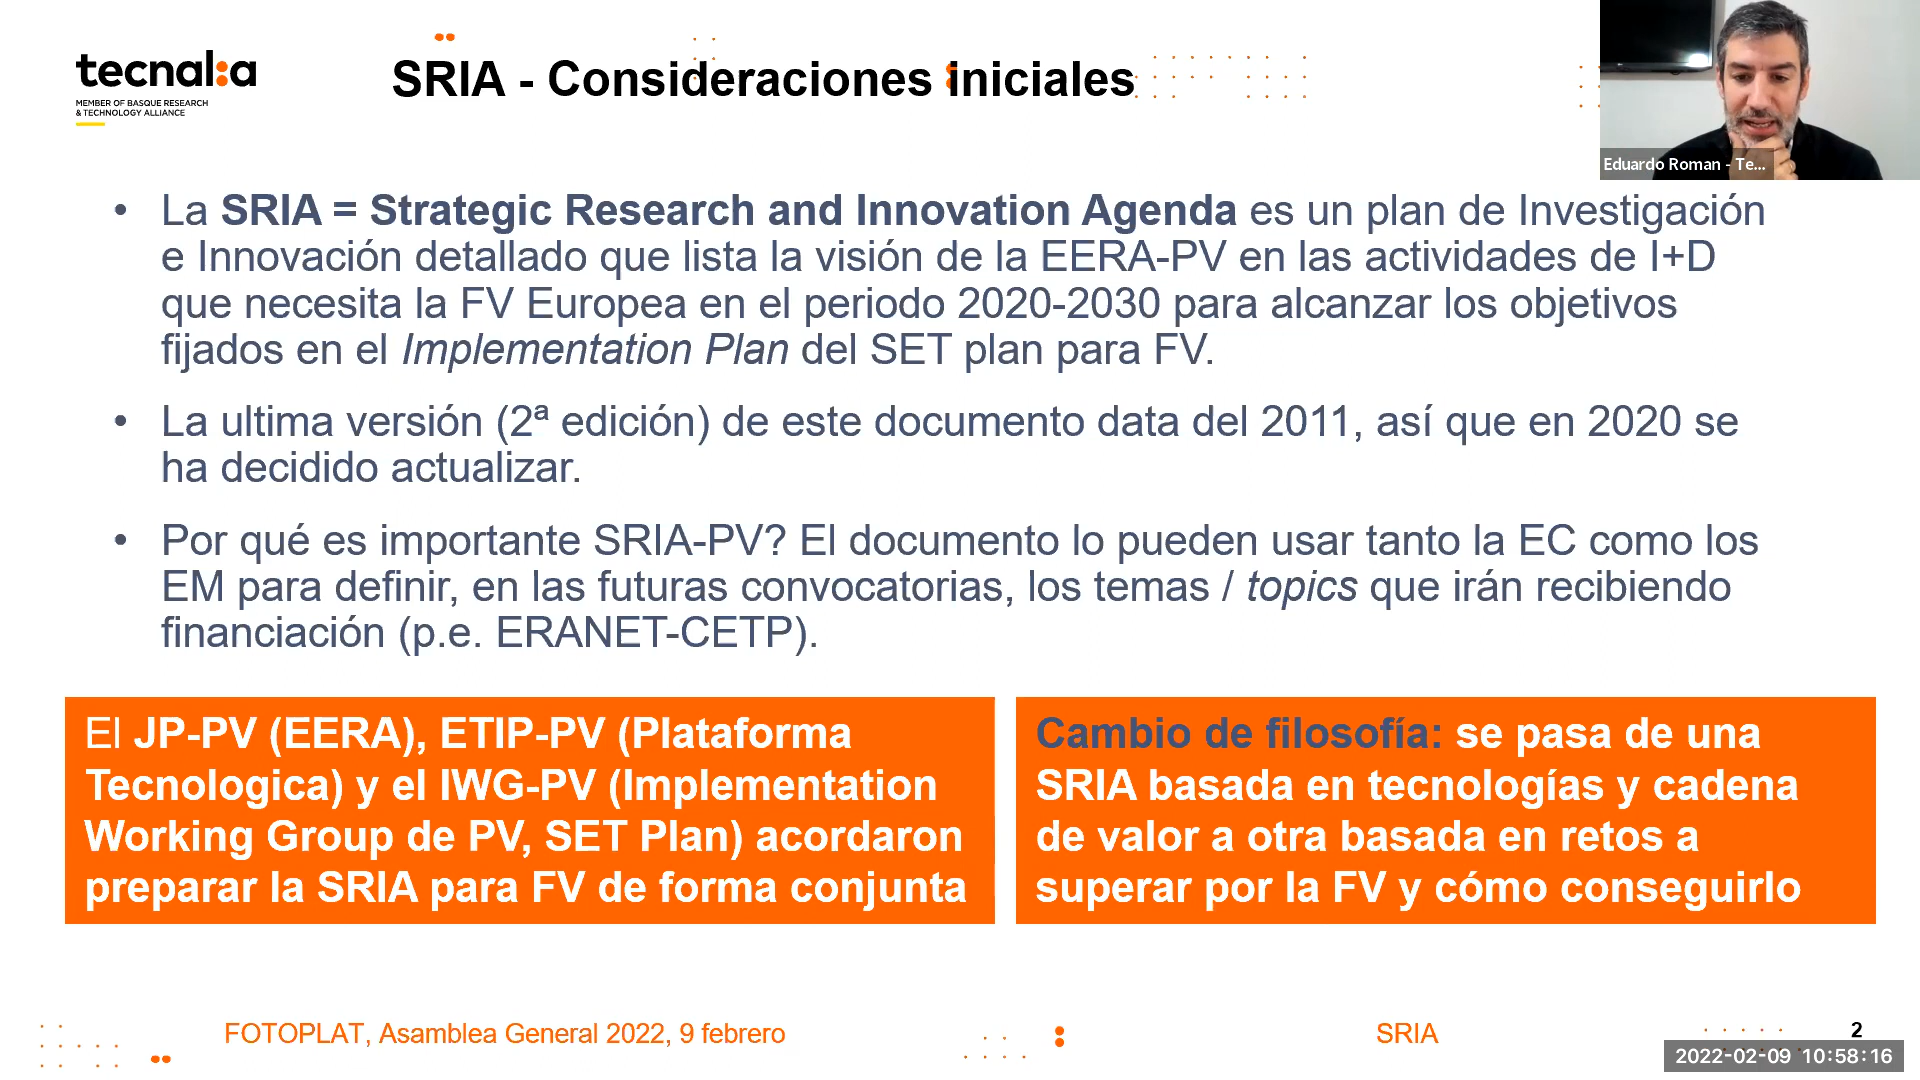 tecnalia
MEMBER OF BASQUE RESEARCH
& TECHNOLOGY ALLIANCE
SRIA - Consideraciones iniciales
Eduardo Roman - Te...
• La SRIA = Strategic Research and Innovation Agenda es un plan de Investigación
e Innovación detallado que lista la visión de la EERA-PV en las actividades de I+D
que necesita la FV Europea en el periodo 2020-2030 para alcanzar los objetivos
fijados en el Implementation Plan del SET plan para FV.
• La ultima versión (2ª edición) de este documento data del 2011, así que en 2020 se
ha decidido actualizar.
• Por qué es importante SRIA-PV? El documento lo pueden usar tanto la EC como los
EM para definir, en las futuras convocatorias, los temas / topics que irán recibiendo
financiación (p.e. ERANET-CETP).
El JP-PV (EERA), ETIP-PV (Plataforma
Tecnologica) y el IWG-PV (Implementation
Working Group de PV, SET Plan) acordaron
preparar la SRIA para FV de forma conjunta
Cambio de filosofía: se pasa de una
SRIA basada en tecnologías y cadena
de valor a otra basada en retos a
superar por la FV y cómo conseguirlo
FOTOPLAT, Asamblea General 2022, 9 febrero
SRIA
2
2022-02-09 10:58:16